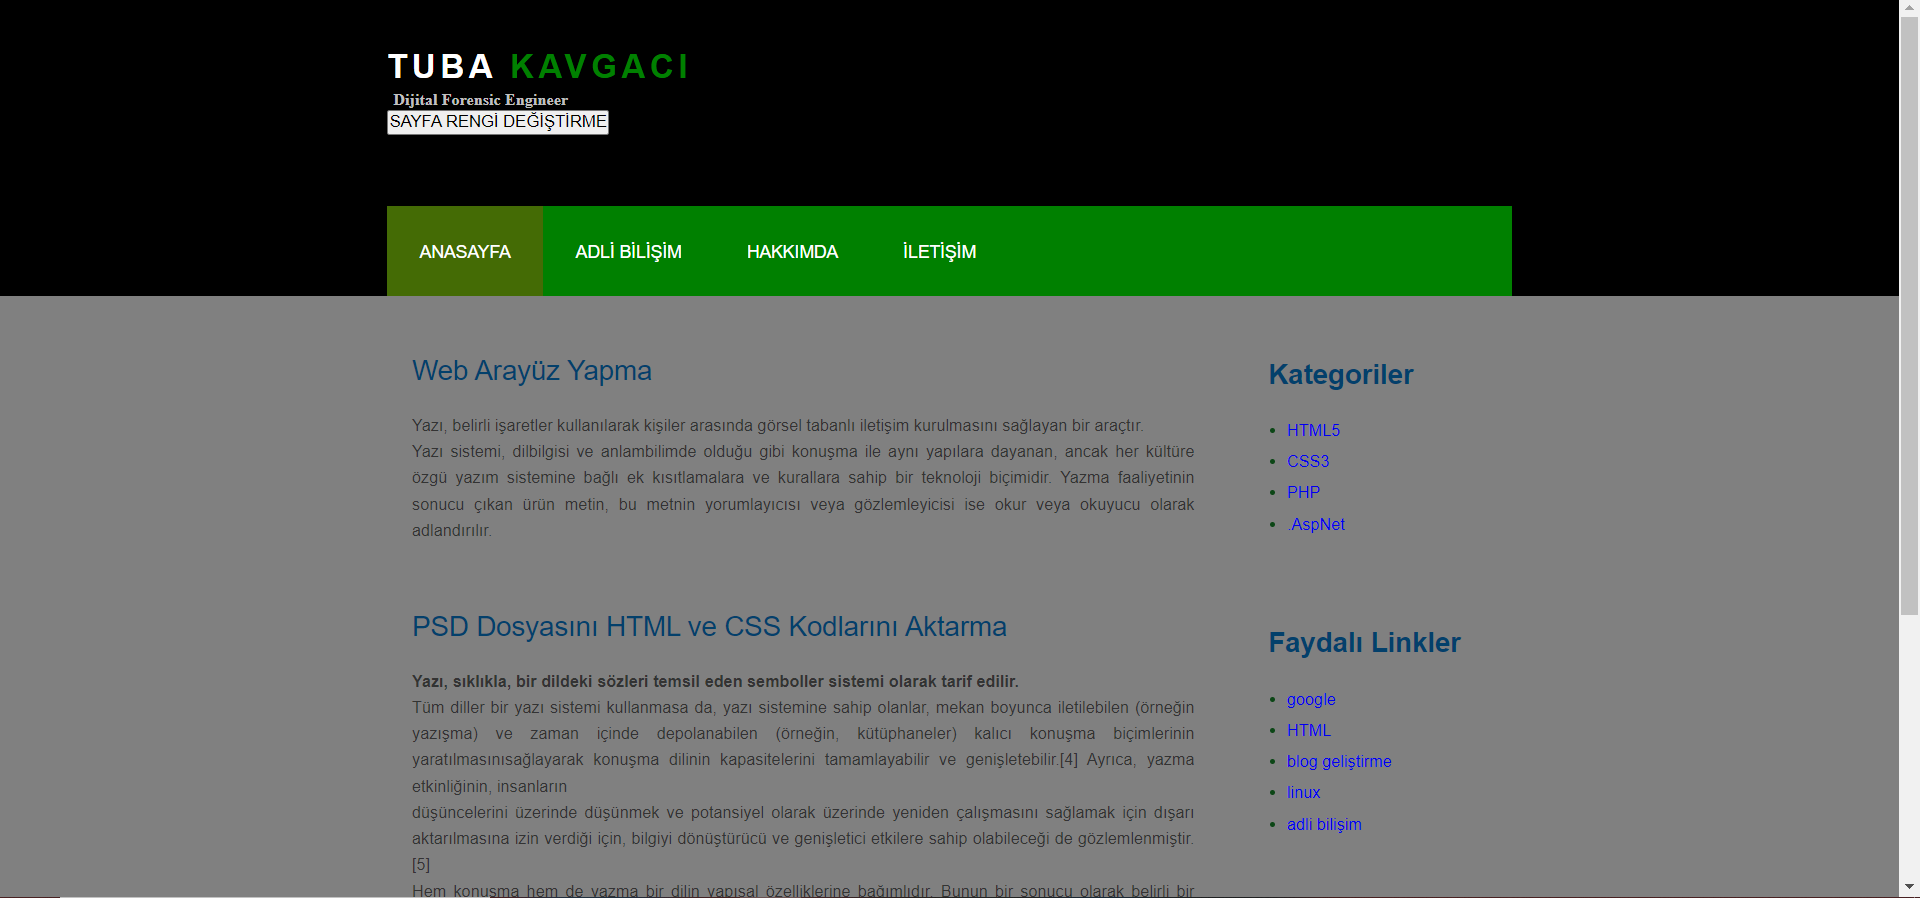 TUBA KAVGACI
Dijital Forensic Engineer
SAYFA RENGİ DEĞİŞTİRME
ANASAYFA ADLİ BİLİŞİM HAKKIMDA İLETİŞİM
Web Arayüz Yapma
Yazı, belirli işaretler kullanılarak kişiler arasında görsel tabanlı iletişim kurulmasını sağlayan bir araçtır.
Yazı sistemi, dilbilgisi ve anlambilimde olduğu gibi konuşma ile aynı yapılara dayanan, ancak her kültüre
özgü yazım sistemine bağlı ek kısıtlamalara ve kurallara sahip bir teknoloji biçimidir. Yazma faaliyetinin
sonucu çıkan ürün metin, bu metnin yorumlayıcısı veya gözlemleyicisi ise okur veya okuyucu olarak
adlandırılır.
PSD Dosyasını HTML ve CSS Kodlarını Aktarma
Yazı, sıklıkla, bir dildeki sözleri temsil eden semboller sistemi olarak tarif edilir.
Tüm diller bir yazı sistemi kullanmasa da, yazı sistemine sahip olanlar, mekan boyunca iletilebilen (örneğin
yazışma) ve zaman içinde depolanabilen (örneğin, kütüphaneler) kalıcı konuşma biçimlerinin
yaratılmasınısağlayarak konuşma dilinin kapasitelerini tamamlayabilir ve genişletebilir.[4] Ayrıca, yazma
etkinliğinin, insanların
düşüncelerini üzerinde düşünmek ve potansiyel olarak üzerinde yeniden çalışmasını sağlamak için dışarı
aktarılmasına izin verdiği için, bilgiyi dönüştürücü ve genişletici etkilere sahip olabileceği de gözlemlenmiştir.
[5]
Hem konuşma hem de yazma bir dilin yapısal özelliklerine bağımlıdır. Bunun bir sonucu olarak belirli bir
Kategoriler
HTML5
CSS3
PHP
.AspNet
Faydalı Linkler
google
HTML
blog geliştirme
linux
adli bilişim